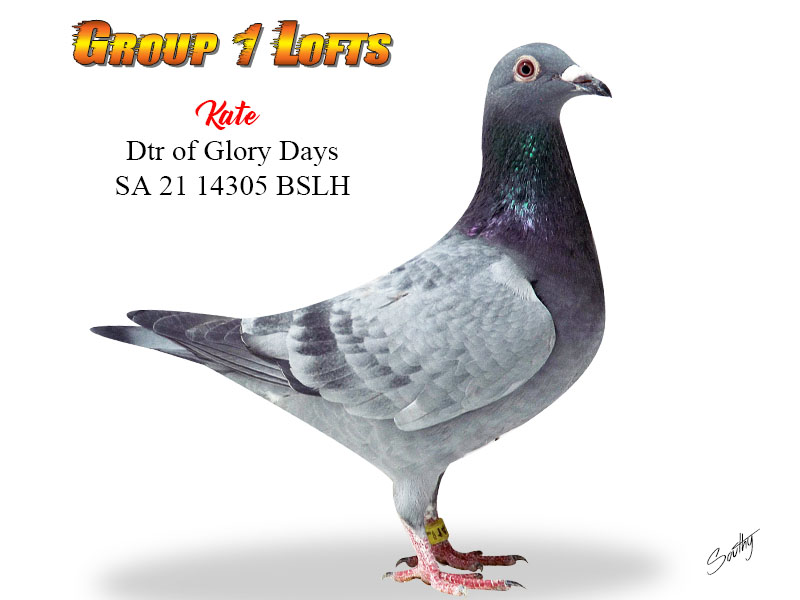 Group 1 Lofts
Kate
Dtr of Glory Days
SA 21 14305 BSLH
Southy